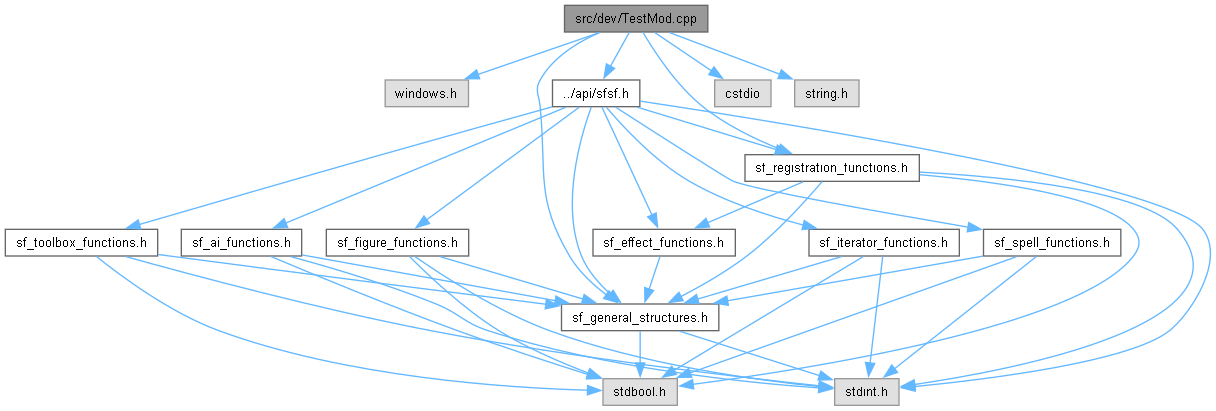 src/dev/TestMod.cpp
windows.h
../api/sfsf.h
cstdio
string.h
sf_registration_functions.h
sf_toolbox_functions.h
sf_ai_functions.h
sf_figure_functions.h
sf_effect_functions.h
sf_iterator_functions.h
sf_spell_functions.h
sf_general_structures.h
stdbool.h
stdint.h